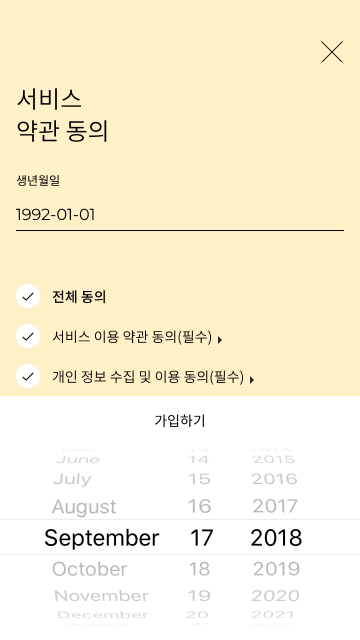 서비스
약관 동의
생년월일
1992-01-01
전체 동의
서비스 이용 약관 동의(필수)
개인 정보 수집 및 이용 동의(필수)
가입하기
June 14 2015
July 15 2016
August 16 2017
September 17 2018
October 18 2019
November 19 2020
December 20 2021